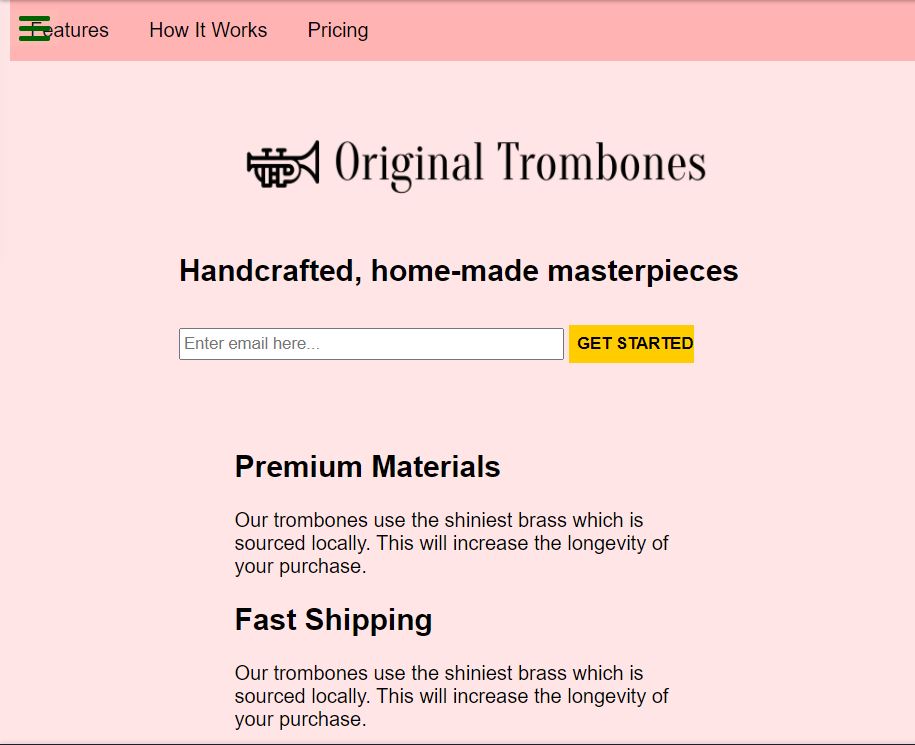 Features How It Works Pricing
Original Trombones
Handcrafted, home-made masterpieces
Enter email here... GET STARTED
Premium Materials
Our trombones use the shiniest brass which is
sourced locally. This will increase the longevity of
your purchase.
Fast Shipping
Our trombones use the shiniest brass which is
sourced locally. This will increase the longevity of
your purchase.